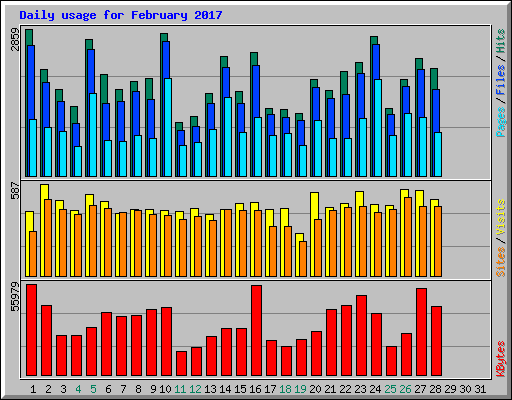 Daily usage for February 2017
2859
Pages / Files / Hits
587
Sites / Visits
55979
KBytes
1 2 3 4 5 6 7 8 9 10 11 12 13 14 15 16 17 18 19 20 21 22 23 24 25 26 27 28 29 30 31